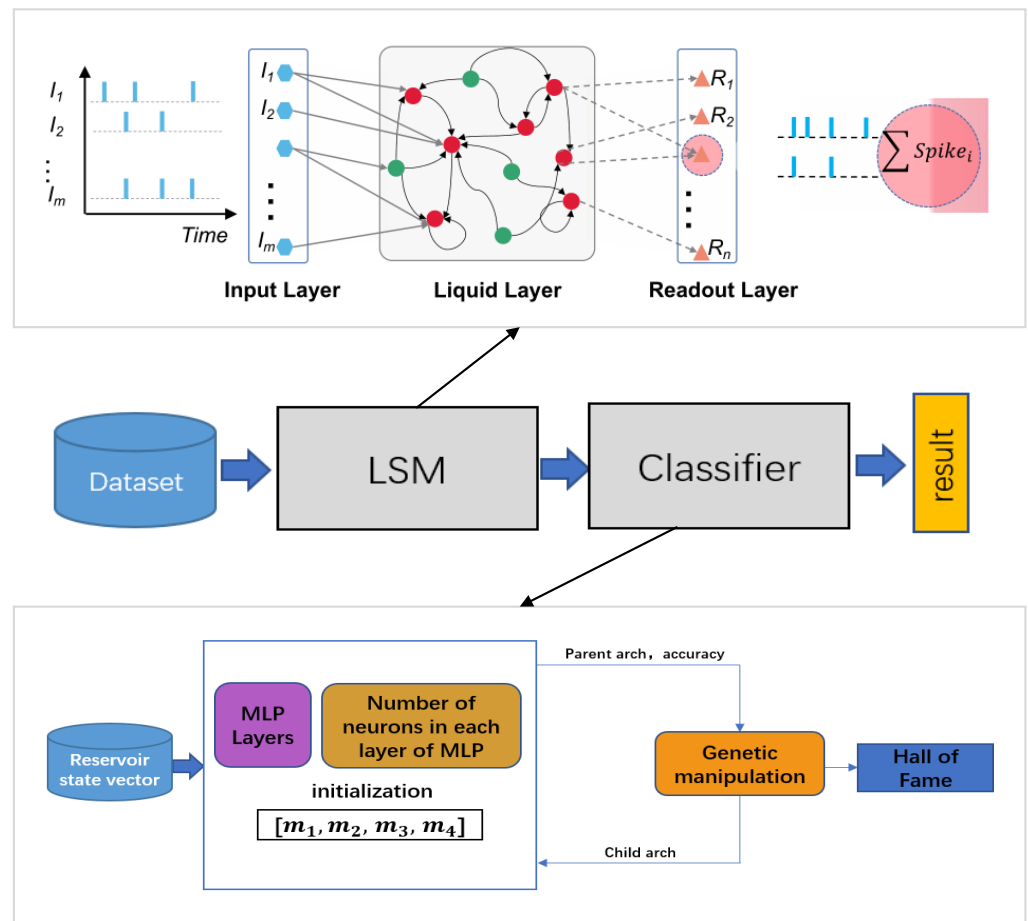 I1
I2
⋮
Im
Time
I1
I2
⋮
Im
Input Layer
Liquid Layer
R1
R2
⋮
Rn
Readout Layer
∑ Spikei
Dataset
LSM
Classifier
result
Reservoir
state vector
MLP
Layers
Number of
neurons in each
layer of MLP
initialization
[m1, m2, m3, m4]
Parent arch，accuracy
Genetic
manipulation
Hall of
Fame
Child arch